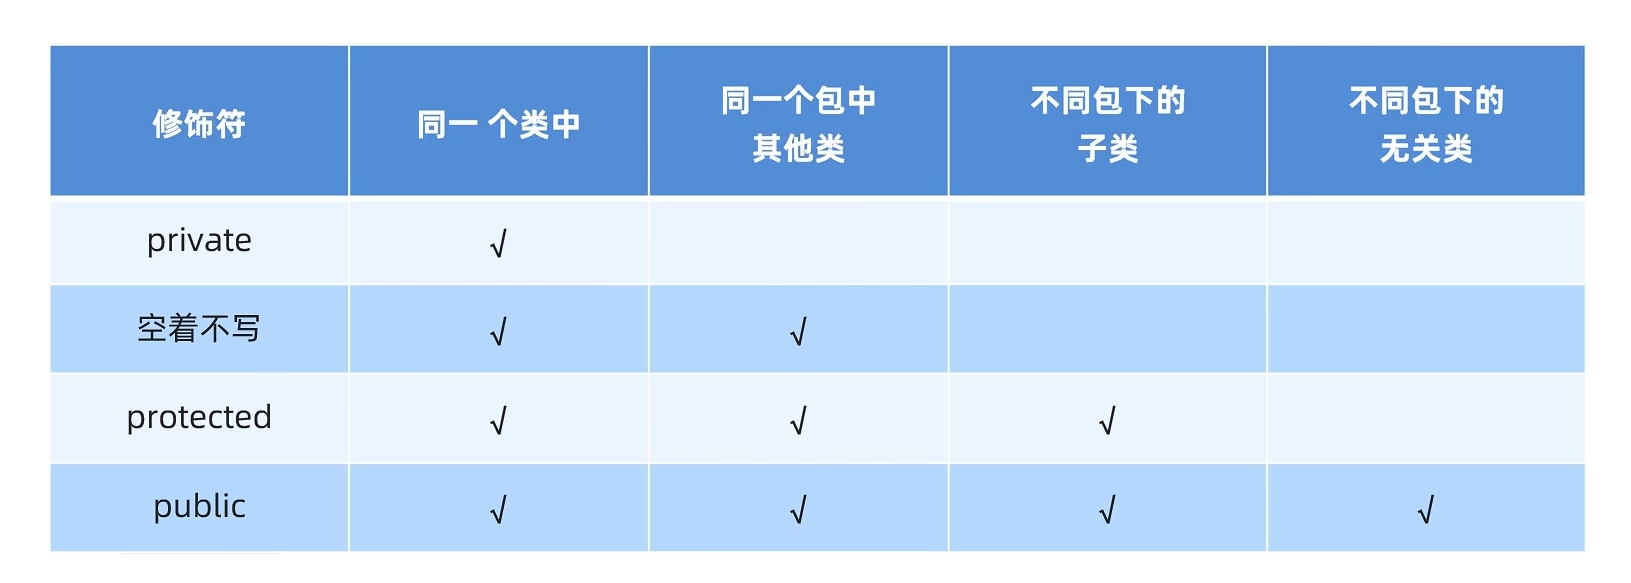 修饰符
同一 个类中
同一个包中
其他类
不同包下的
子类
不同包下的
无关类
private
√
空着不写
√
√
protected
√
√
√
public
√
√
√
√